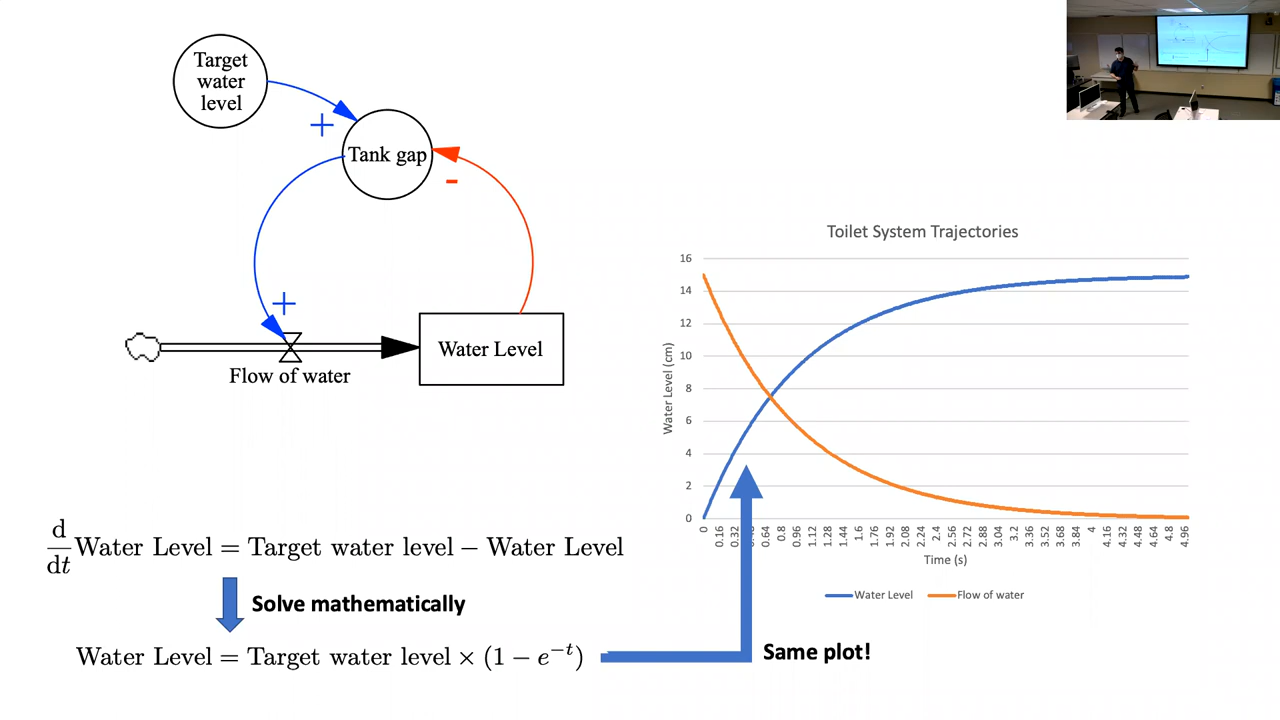 Target
water
level
+
Tank gap
-
+
Flow of water
Water Level
Toilet System Trajectories
Water Level (cm)
16
14
12
10
8
6
4
2
0
0 0.16 0.32 0.64 0.8 0.96 1.12 1.28 1.44 1.6 1.76 1.92 2.08 2.24 2.4 2.56 2.72 2.88 3.04 3.2 3.36 3.52 3.68 3.84 4 4.16 4.32 4.48 4.64 4.8 4.96
Time (s)
Water Level Flow of water
d/dt Water Level = Target water level − Water Level
Solve mathematically
Water Level = Target water level × (1 − e^{−t})
Same plot!